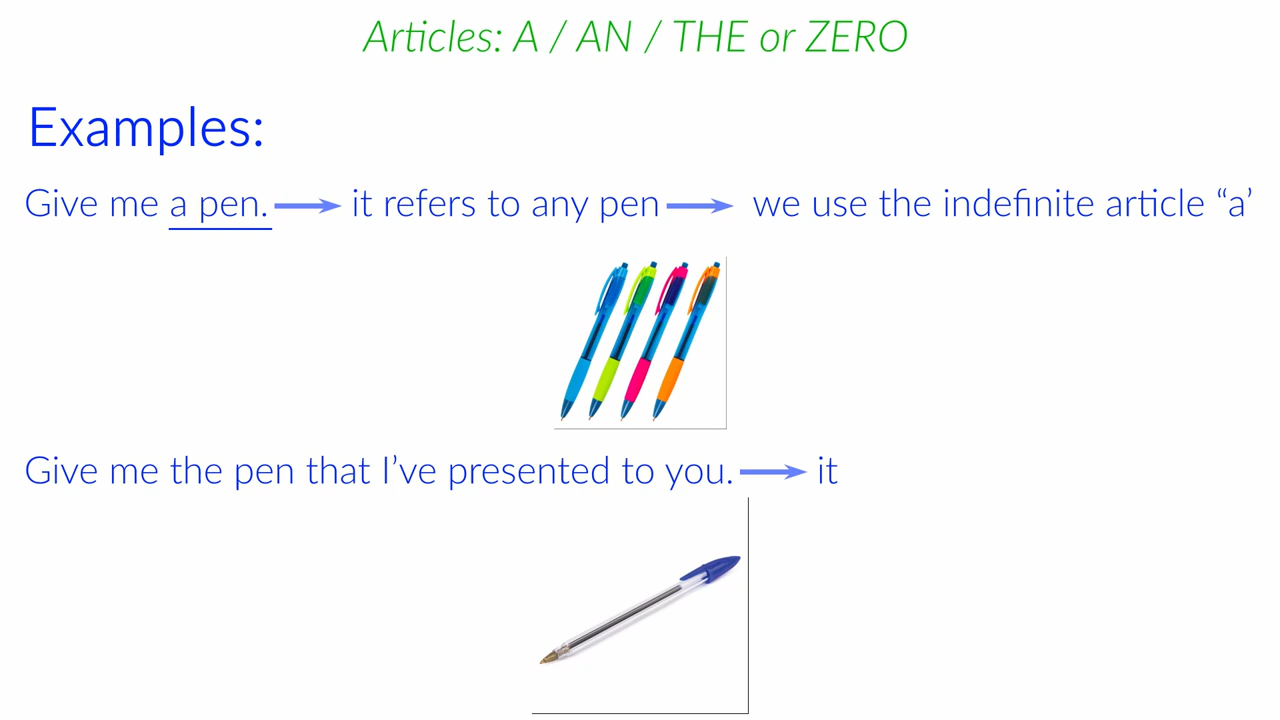 Articles: A / AN / THE or ZERO
Examples:
Give me a pen. it refers to any pen we use the indefinite article “a’
Give me the pen that I’ve presented to you. it